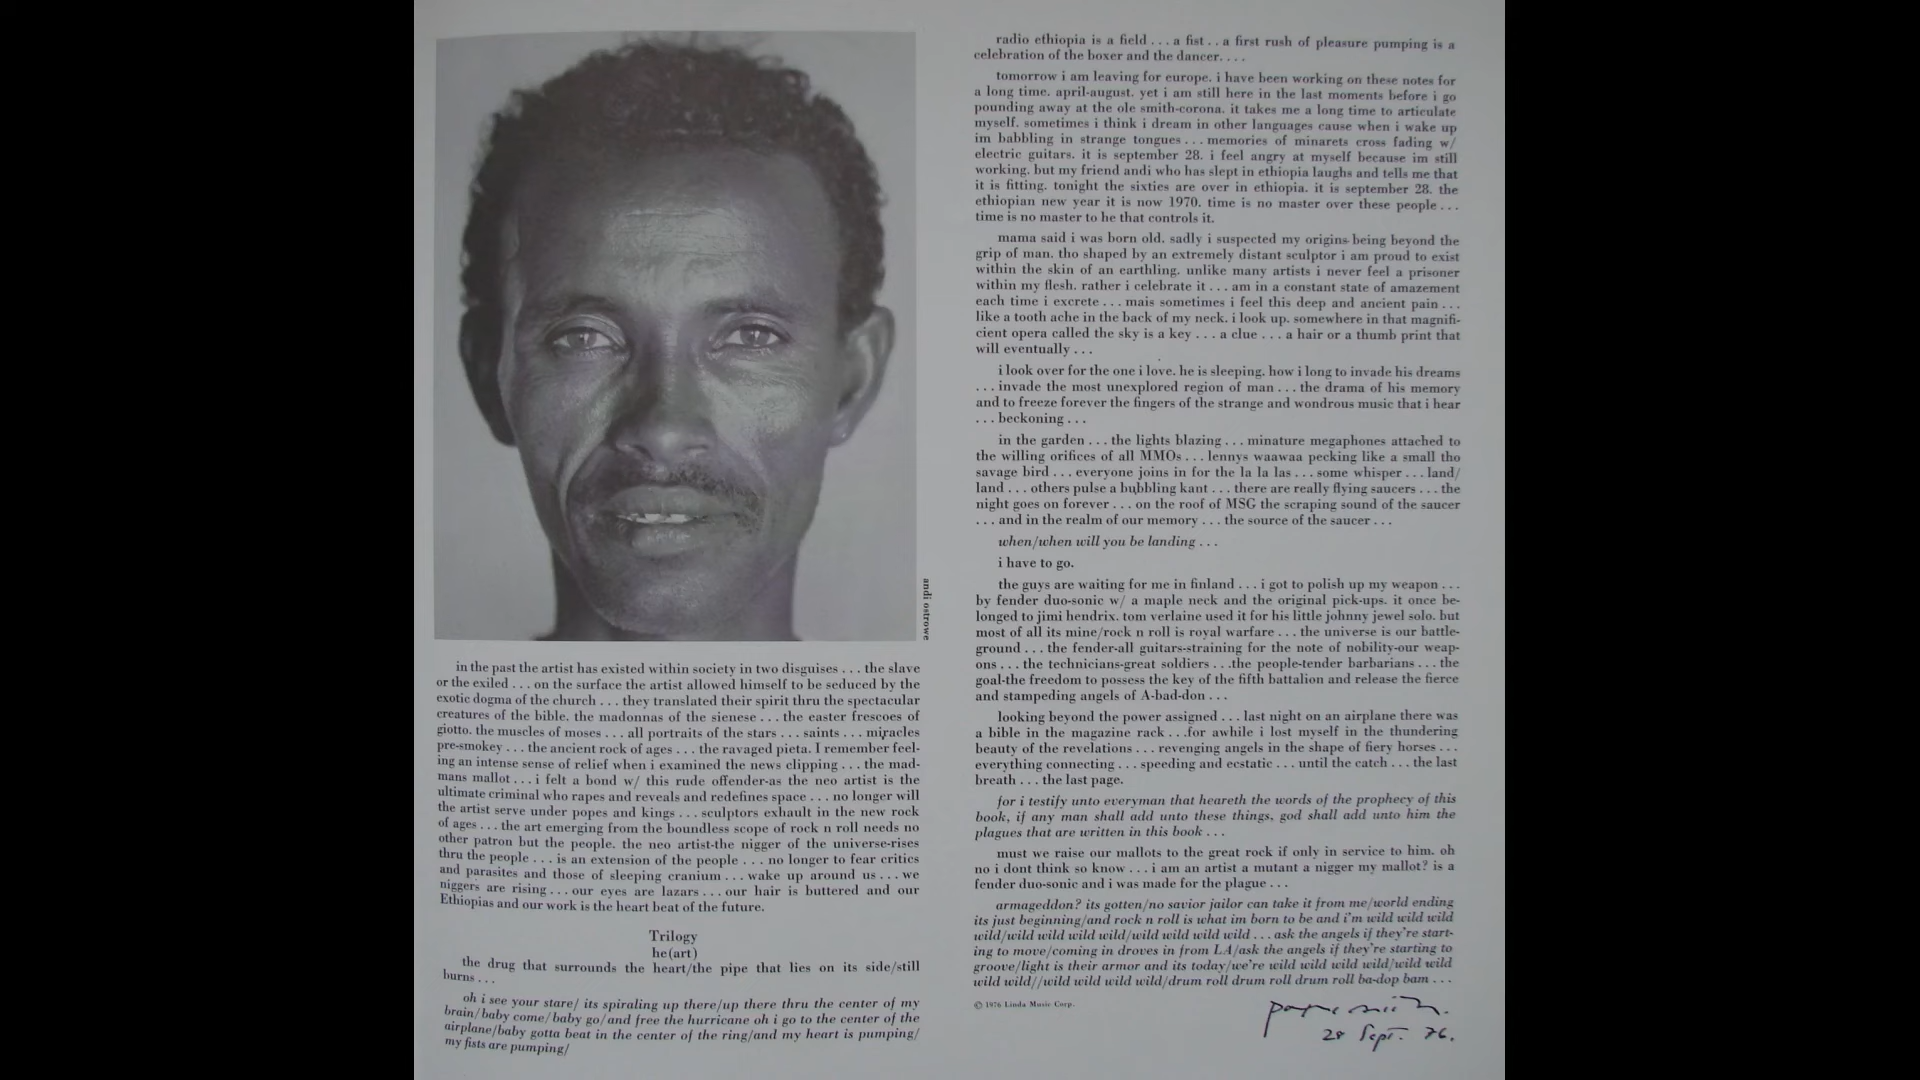 andi ostrowe
in the past the artist has existed within society in two disguises . . . the slave
or the exiled . . . on the surface the artist allowed himself to be seduced by the
exotic dogma of the church . . . they translated their spirit thru the spectacular
creatures of the bible. the madonnas of the sienese . . . the easter frescoes of
giotto. the muscles of moses . . . all portraits of the stars . . . saints . . . miracles
pre-smokey . . . the ancient rock of ages . . . the ravaged pieta. I remember feel-
ing an intense sense of relief when i examined the news clipping . . . the mad-
mans mallot . . . i felt a bond w/ this rude offender-as the neo artist is the
ultimate criminal who rapes and reveals and redefines space . . . no longer will
the artist serve under popes and kings . . . sculptors exhault in the new rock
of ages . . . the art emerging from the boundless scope of rock n roll needs no
other patron but the people. the neo artist-the nigger of the universe-rises
thru the people . . . is an extension of the people . . . no longer to fear critics
and parasites and those of sleeping cranium . . . wake up around us . . . we
niggers are rising . . . our eyes are lazars . . . our hair is buttered and our
Ethiopias and our work is the heart beat of the future.
Trilogy
he(art)
the drug that surrounds the heart/the pipe that lies on its side/still
burns . . .
oh i see your stare/ its spiraling up there/up there thru the center of my
brain/baby come/baby go/and free the hurricane oh i go to the center of the
airplane/baby gotta beat in the center of the ring/and my heart is pumping/
my fists are pumping/
radio ethiopia is a field . . . a fist . . a first rush of pleasure pumping is a
celebration of the boxer and the dancer. . . .
tomorrow i am leaving for europe. i have been working on these notes for
a long time. april-august. yet i am still here in the last moments before i go
pounding away at the ole smith-corona. it takes me a long time to articulate
myself. sometimes i think i dream in other languages cause when i wake up
im babbling in strange tongues . . . memories of minarets cross fading w/
electric guitars. it is september 28. i feel angry at myself because im still
working. but my friend andi who has slept in ethiopia laughs and tells me that
it is fitting. tonight the sixties are over in ethiopia. it is september 28. the
ethiopian new year it is now 1970. time is no master over these people . . .
time is no master to he that controls it.
mama said i was born old. sadly i suspected my origins being beyond the
grip of man. tho shaped by an extremely distant sculptor i am proud to exist
within the skin of an earthling. unlike many artists i never feel a prisoner
within my flesh. rather i celebrate it . . . am in a constant state of amazement
each time i excrete . . . mais sometimes i feel this deep and ancient pain . . .
like a tooth ache in the back of my neck. i look up. somewhere in that magnifi-
cient opera called the sky is a key . . . a clue . . . a hair or a thumb print that
will eventually . . .
i look over for the one i love. he is sleeping. how i long to invade his dreams
. . . invade the most unexplored region of man . . . the drama of his memory
and to freeze forever the fingers of the strange and wondrous music that i hear
. . . beckoning . . .
in the garden . . . the lights blazing . . . minature megaphones attached to
the willing orifices of all MMOs . . . lennys waawaa pecking like a small tho
savage bird . . . everyone joins in for the la la las . . . some whisper . . . land/
land . . . others pulse a bubbling kant . . . there are really flying saucers . . . the
night goes on forever . . . on the roof of MSG the scraping sound of the saucer
. . . and in the realm of our memory . . . the source of the saucer . . .
when/when will you be landing . . .
i have to go.
the guys are waiting for me in finland . . . i got to polish up my weapon . . .
by fender duo-sonic w/ a maple neck and the original pick-ups. it once be-
longed to jimi hendrix. tom verlaine used it for his little johnny jewel solo. but
most of all its mine/rock n roll is royal warfare . . . the universe is our battle-
ground . . . the fender-all guitars-straining for the note of nobility-our weap-
ons . . . the technicians-great soldiers . . .the people-tender barbarians . . . the
goal-the freedom to possess the key of the fifth battalion and release the fierce
and stampeding angels of A-bad-don . . .
looking beyond the power assigned . . . last night on an airplane there was
a bible in the magazine rack . . .for awhile i lost myself in the thundering
beauty of the revelations . . . revenging angels in the shape of fiery horses . . .
everything connecting . . . speeding and ecstatic . . . until the catch . . . the last
breath . . . the last page.
for i testify unto everyman that heareth the words of the prophecy of this
book, if any man shall add unto these things, god shall add unto him the
plagues that are written in this book . . .
must we raise our mallots to the great rock if only in service to him. oh
no i dont think so know . . . i am an artist a mutant a nigger my mallot? is a
fender duo-sonic and i was made for the plague . . .
armageddon? its gotten/no savior jailor can take it from me/world ending
its just beginning/and rock n roll is what im born to be and i'm wild wild wild
wild/wild wild wild wild/wild wild wild wild . . . ask the angels if they're start-
ing to move/coming in droves in from LA/ask the angels if they're starting to
groove/light is their armor and its today/we're wild wild wild wild/wild wild
wild wild//wild wild wild wild/drum roll drum roll drum roll ba-dop bam . . .
© 1976 Linda Music Corp.
28 Sept. 76.